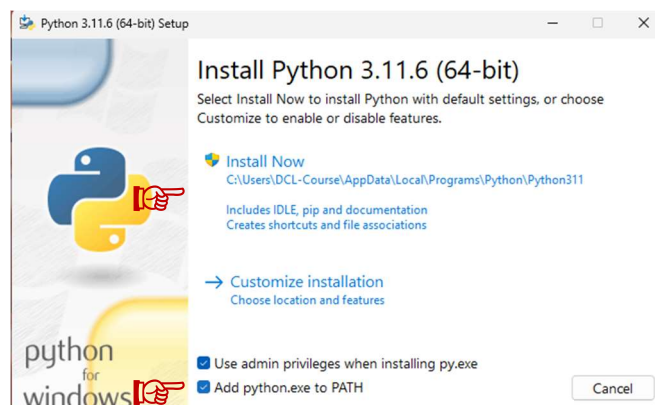 Python 3.11.6 (64-bit) Setup
Install Python 3.11.6 (64-bit)
Select Install Now to install Python with default settings, or choose
Customize to enable or disable features.
Install Now
C:\Users\DCL-Course\AppData\Local\Programs\Python\Python311
Includes IDLE, pip and documentation
Creates shortcuts and file associations
→ Customize installation
Choose location and features
python
for
windows
Use admin privileges when installing py.exe
Add python.exe to PATH
Cancel